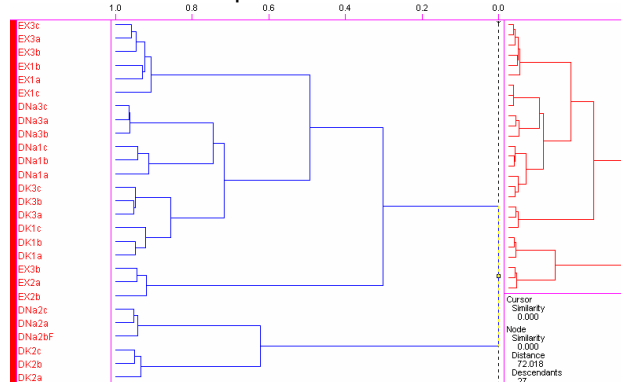 1.0 0.8 0.6 0.4 0.2 0.0
EX3c
EX3a
EX3b
EX1b
EX1a
EX1c
DNa3c
DNa3a
DNa3b
DNa1c
DNa1b
DNa1a
DK3c
DK3b
DK3a
DK1c
DK1b
DK1a
EX3b
EX2a
EX2b
DNa2c
DNa2a
DNa2bF
DK2c
DK2b
DK2a
Cursor
Similarity
0.000
Node
Similarity
0.000
Distance
72.018
Descendants
27